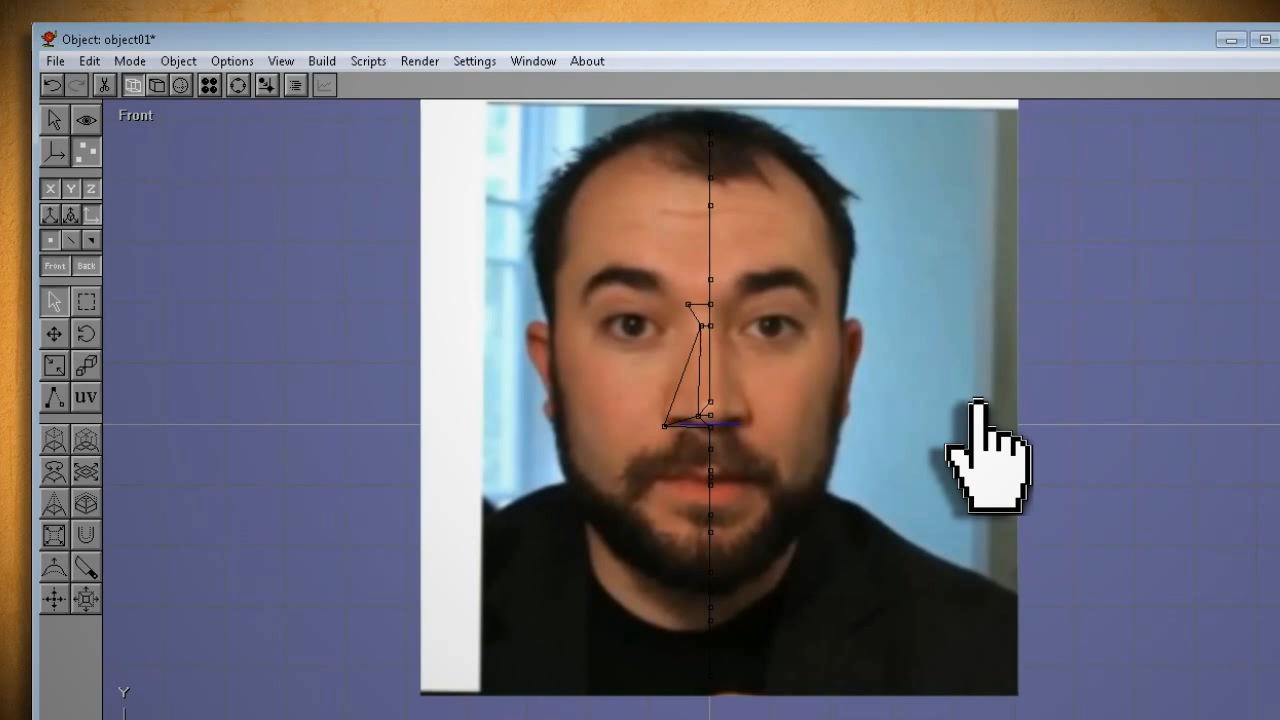 Object: object01*
File Edit Mode Object Options View Build Scripts Render Settings Window About
Front
X Y Z
Front Back
uv
Y